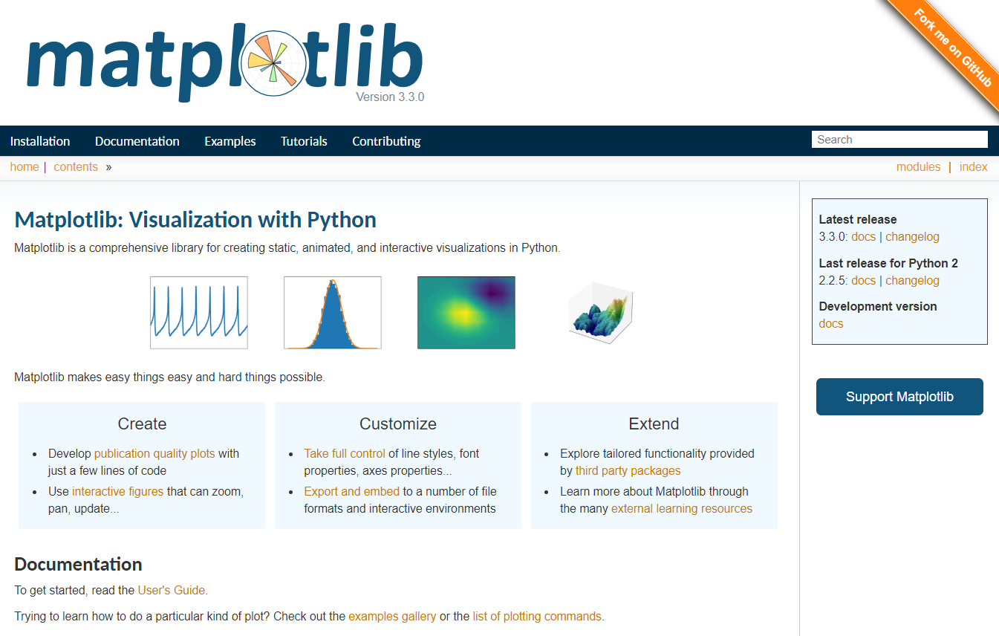 matplotlib
Version 3.3.0
Fork me on GitHub
Installation Documentation Examples Tutorials Contributing Search
home | contents » modules | index
Matplotlib: Visualization with Python
Matplotlib is a comprehensive library for creating static, animated, and interactive visualizations in Python.
Matplotlib makes easy things easy and hard things possible.
Create
• Develop publication quality plots with
just a few lines of code
• Use interactive figures that can zoom,
pan, update...
Customize
• Take full control of line styles, font
properties, axes properties...
• Export and embed to a number of file
formats and interactive environments
Extend
• Explore tailored functionality provided
by third party packages
• Learn more about Matplotlib through
the many external learning resources
Documentation
To get started, read the User's Guide.
Trying to learn how to do a particular kind of plot? Check out the examples gallery or the list of plotting commands.
Latest release
3.3.0: docs | changelog
Last release for Python 2
2.2.5: docs | changelog
Development version
docs
Support Matplotlib